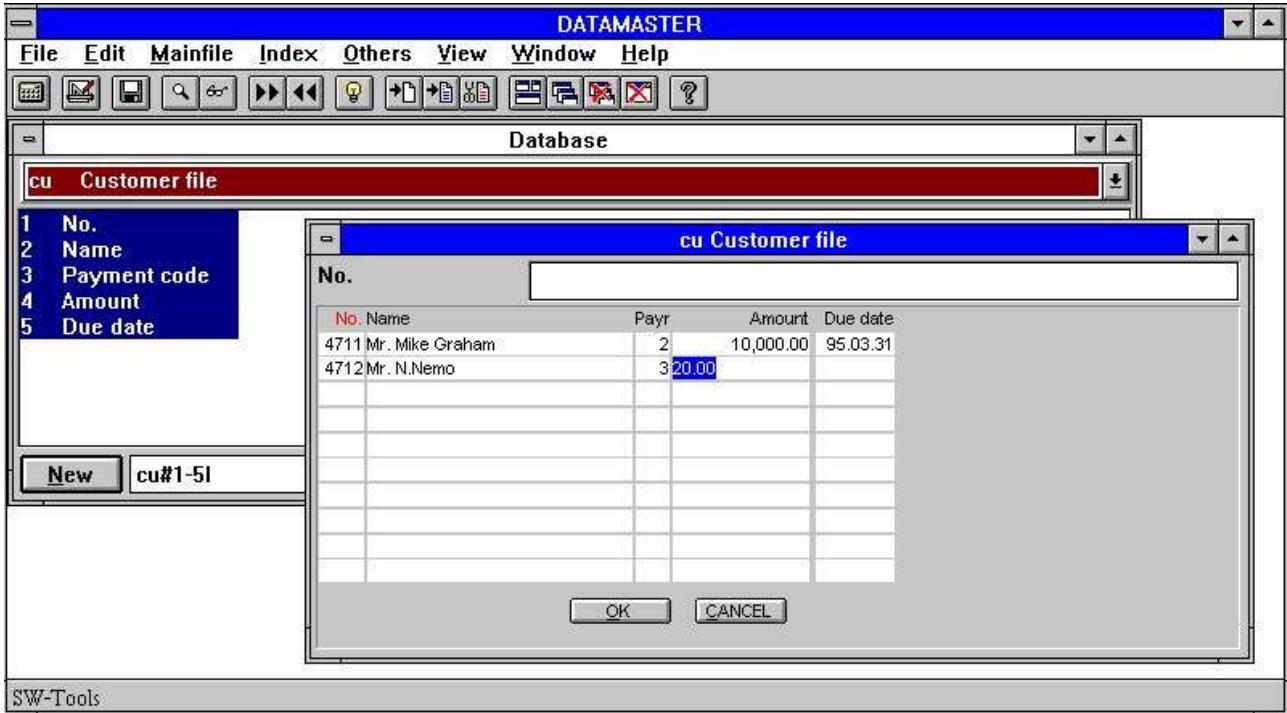 DATAMASTER
File Edit Mainfile Index Others View Window Help
Database
cu Customer file
1 No.
2 Name
3 Payment code
4 Amount
5 Due date
New cu#1-5l
cu Customer file
No.
No. Name Payr Amount Due date
4711 Mr. Mike Graham 2 10,000.00 95.03.31
4712 Mr. N.Nemo 3 20.00
OK CANCEL
SW-Tools